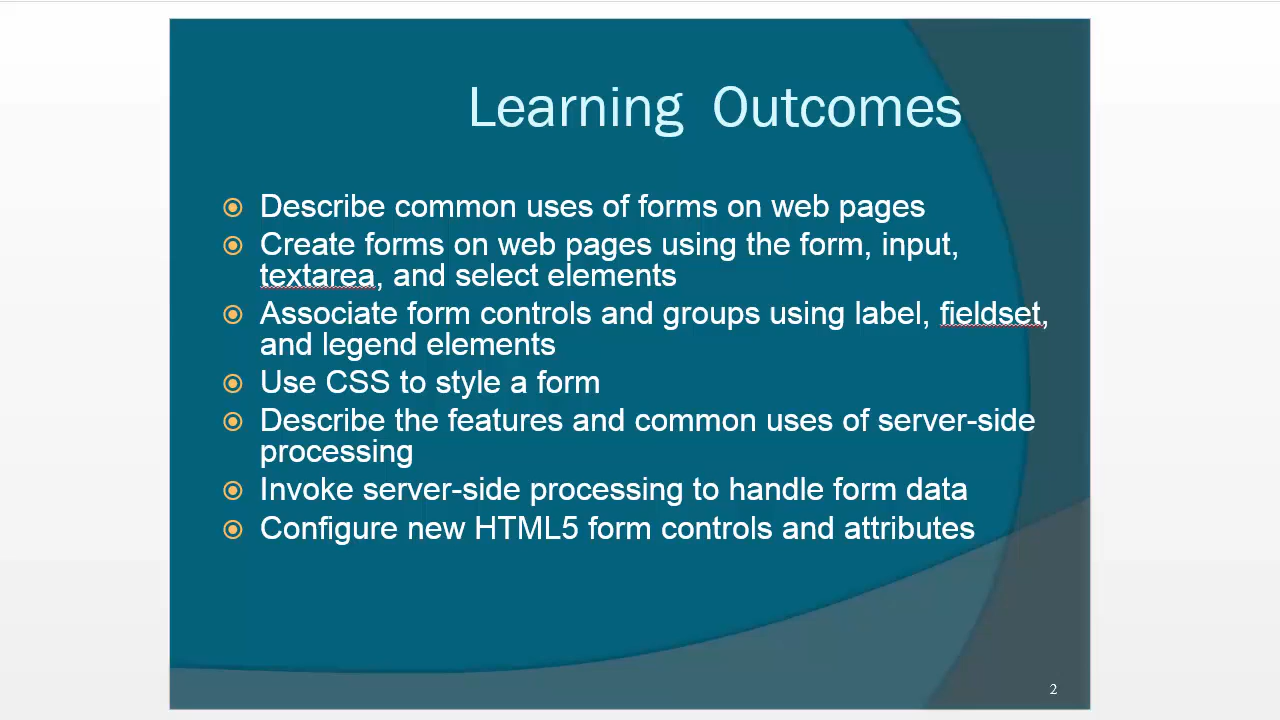 Learning Outcomes
Describe common uses of forms on web pages
Create forms on web pages using the form, input,
textarea, and select elements
Associate form controls and groups using label, fieldset,
and legend elements
Use CSS to style a form
Describe the features and common uses of server-side
processing
Invoke server-side processing to handle form data
Configure new HTML5 form controls and attributes
2